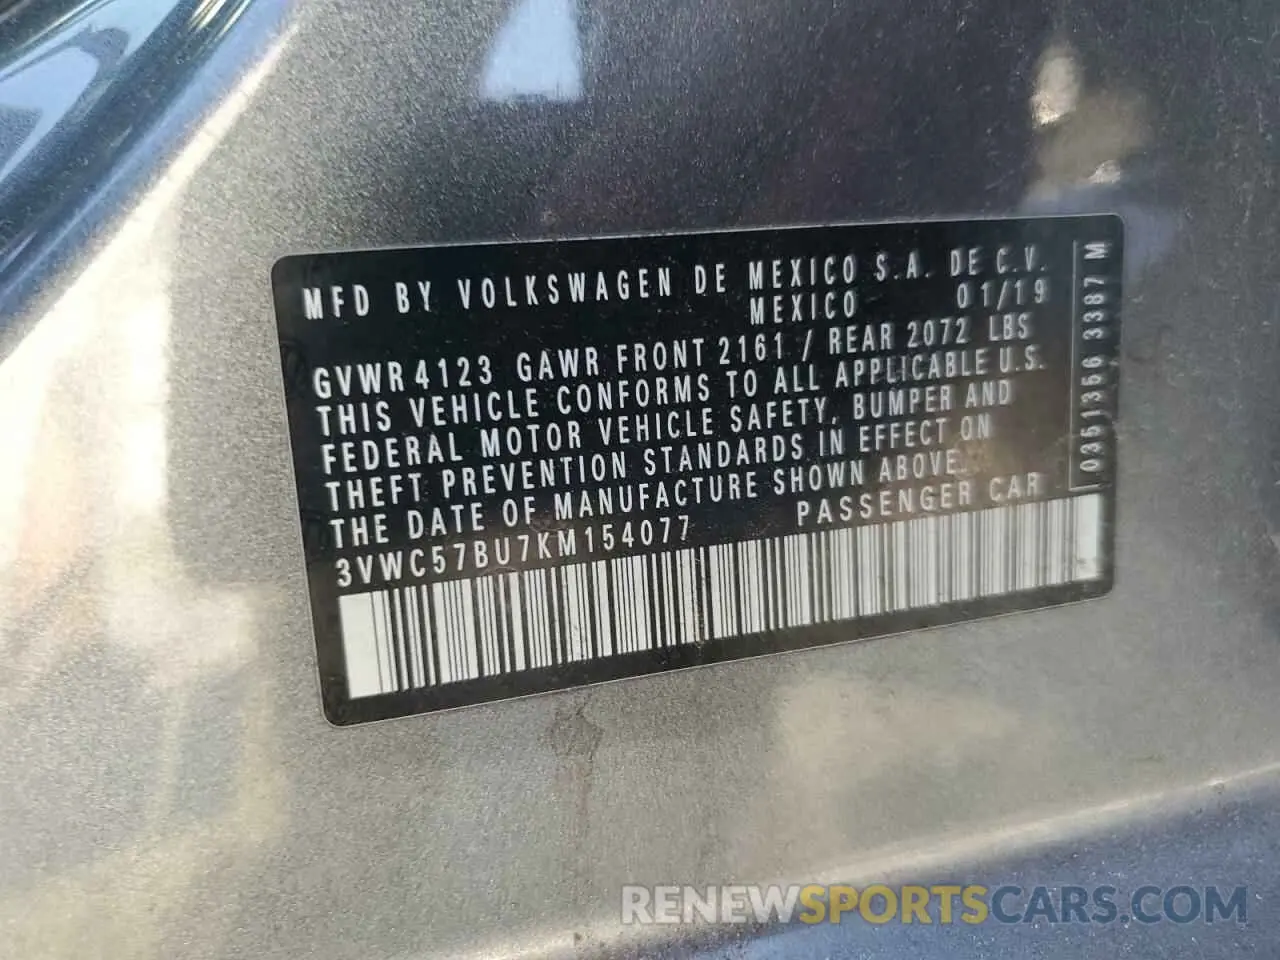 MFD BY VOLKSWAGEN DE MEXICO S.A. DE C.V.
MEXICO 01/19
GVWR 4123 GAWR FRONT 2161 / REAR 2072 LBS
THIS VEHICLE CONFORMS TO ALL APPLICABLE U.S.
FEDERAL MOTOR VEHICLE SAFETY, BUMPER AND
THEFT PREVENTION STANDARDS IN EFFECT ON
THE DATE OF MANUFACTURE SHOWN ABOVE.
3VWC57BU7KM154077 PASSENGER CAR
0351356 3387 M
RENEWSPORTSCARS.COM